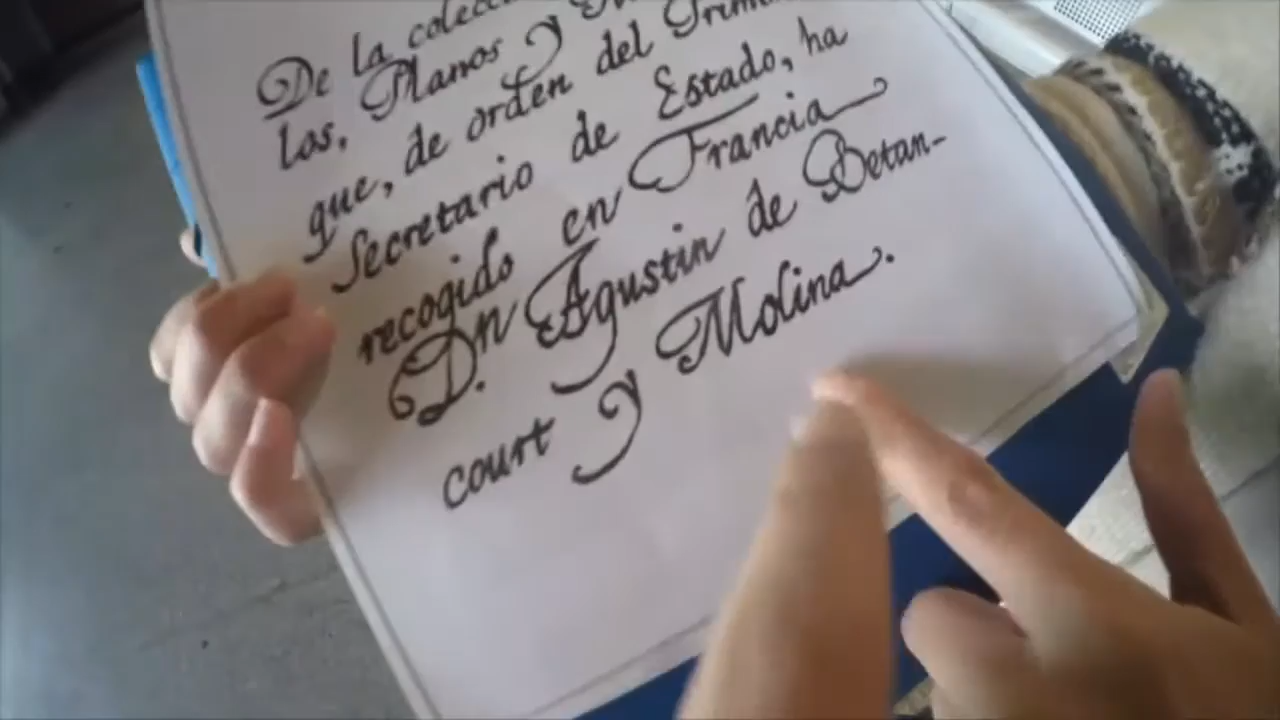 De la
los, Planos y
que, de orden del
Secretario de Estado, ha
recogido en Francia
D.n Agustin de Betan-
court y Molina.